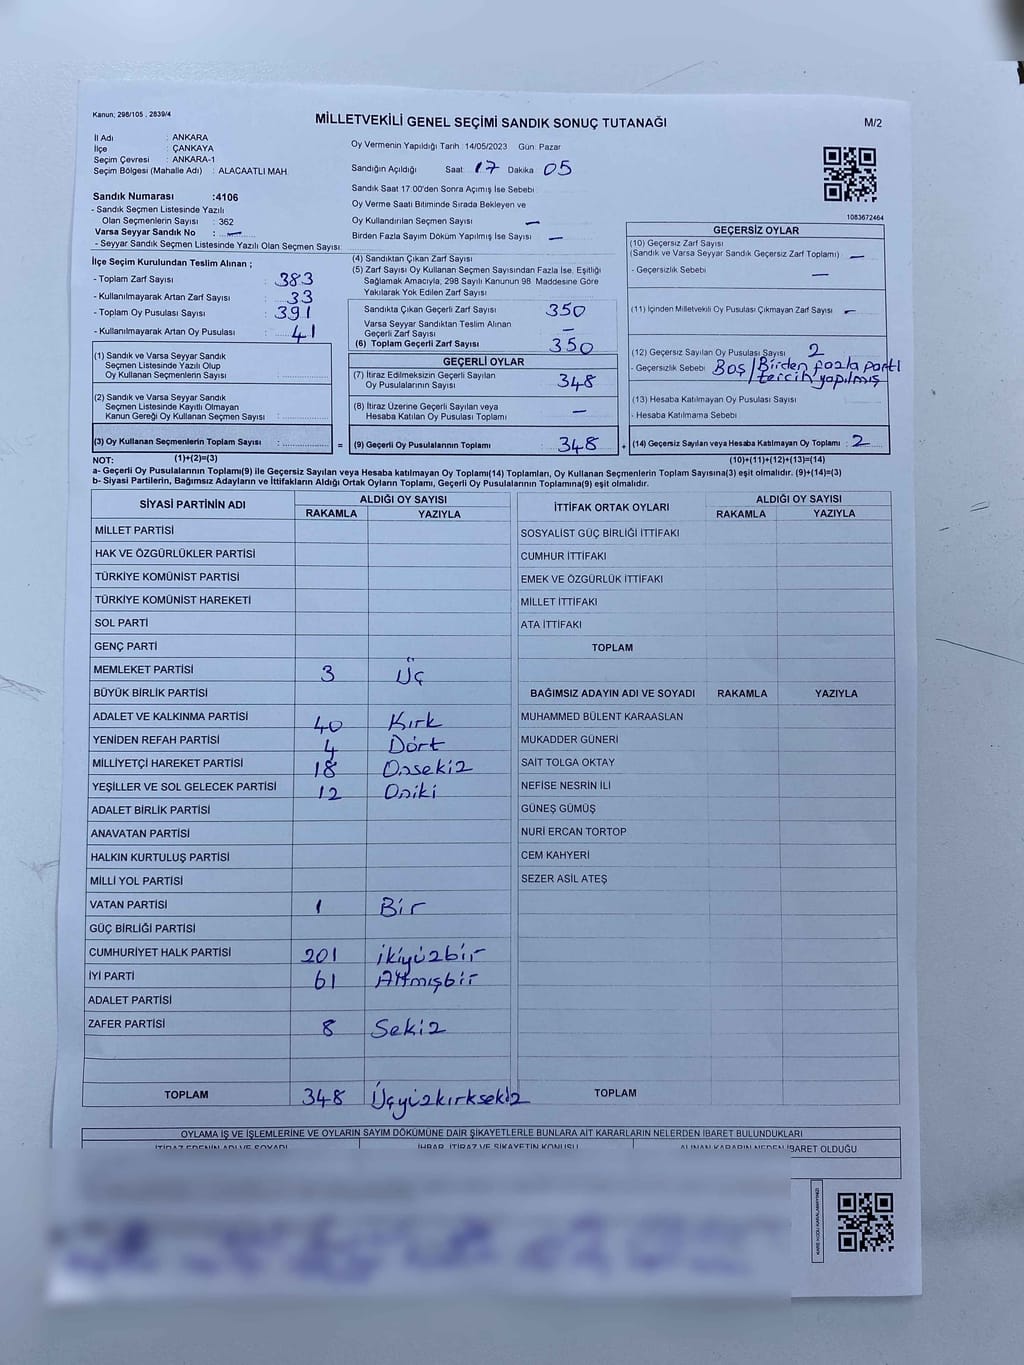 Kanun; 298/105 , 2839/4
MİLLETVEKİLİ GENEL SEÇİMİ SANDIK SONUÇ TUTANAĞI
M/2
İl Adı : ANKARA
İlçe : ÇANKAYA
Seçim Çevresi : ANKARA-1
Seçim Bölgesi (Mahalle Adı) : ALACAATLI MAH.
Sandık Numarası :4106
- Sandık Seçmen Listesinde Yazılı
Olan Seçmenlerin Sayısı : 362
Varsa Seyyar Sandık No : —
- Seyyar Sandık Seçmen Listesinde Yazılı Olan Seçmen Sayısı:
Oy Vermenin Yapıldığı Tarih :14/05/2023 Gün: Pazar
Sandığın Açıldığı Saat: 17 Dakika 05
Sandık Saat 17:00'den Sonra Açımış İse Sebebi
Oy Verme Saati Bitiminde Sırada Bekleyen ve
Oy Kullandırılan Seçmen Sayısı —
Birden Fazla Sayım Döküm Yapılmış İse Sayısı —
1083672464
İlçe Seçim Kurulundan Teslim Alınan ;
- Toplam Zarf Sayısı : 383
- Kullanılmayarak Artan Zarf Sayısı : 33
- Toplam Oy Pusulası Sayısı : 391
- Kullanılmayarak Artan Oy Pusulası : 41
(1) Sandık ve Varsa Seyyar Sandık
Seçmen Listesinde Yazılı Olup
Oy Kullanan Seçmenlerin Sayısı :
(2) Sandık ve Varsa Seyyar Sandık
Seçmen Listesinde Kayıtlı Olmayan
Kanun Gereği Oy Kullanan Seçmen Sayısı :
(3) Oy Kullanan Seçmenlerin Toplam Sayısı :
(1)+(2)=(3)
(4) Sandıktan Çıkan Zarf Sayısı
(5) Zarf Sayısı Oy Kullanan Seçmen Sayısından Fazla İse, Eşitliği
Sağlamak Amacıyla, 298 Sayılı Kanunun 98. Maddesine Göre
Yakılarak Yok Edilen Zarf Sayısı
Sandıkta Çıkan Geçerli Zarf Sayısı 350
Varsa Seyyar Sandıktan Teslim Alınan
Geçerli Zarf Sayısı —
(6) Toplam Geçerli Zarf Sayısı 350
GEÇERLİ OYLAR
(7) İtiraz Edilmeksizin Geçerli Sayılan
Oy Pusulalarının Sayısı : 348
(8) İtiraz Üzerine Geçerli Sayılan veya
Hesaba Katılan Oy Pusulaları Toplamı : —
= (9) Geçerli Oy Pusulalarının Toplamı : 348 +
GEÇERSİZ OYLAR
(10) Geçersiz Zarf Sayısı
(Sandık ve Varsa Seyyar Sandık Geçersiz Zarf Toplamı) —
- Geçersizlik Sebebi —
(11) İçinden Milletvekili Oy Pusulası Çıkmayan Zarf Sayısı —
(12) Geçersiz Sayılan Oy Pusulası Sayısı 2
- Geçersizlik Sebebi Boş/Birden fazla parti
tercih yapılmış
(13) Hesaba Katılmayan Oy Pusulası Sayısı :
- Hesaba Katılmama Sebebi :
(14) Geçersiz Sayılan veya Hesaba Katılmayan Oy Toplamı : 2
(10)+(11)+(12)+(13)=(14)
NOT:
a- Geçerli Oy Pusulalarının Toplamı(9) ile Geçersiz Sayılan veya Hesaba katılmayan Oy Toplamı(14) Toplamları, Oy Kullanan Seçmenlerin Toplam Sayısına(3) eşit olmalıdır. (9)+(14)=(3)
b- Siyasi Partilerin, Bağımsız Adayların ve İttifakların Aldığı Ortak Oyların Toplamı, Geçerli Oy Pusulalarının Toplamına(9) eşit olmalıdır.
SİYASİ PARTİNİN ADI ALDIĞI OY SAYISI
RAKAMLA YAZIYLA
MİLLET PARTİSİ
HAK VE ÖZGÜRLÜKLER PARTİSİ
TÜRKİYE KOMÜNİST PARTİSİ
TÜRKİYE KOMÜNİST HAREKETİ
SOL PARTİ
GENÇ PARTİ
MEMLEKET PARTİSİ 3 Üç
BÜYÜK BİRLİK PARTİSİ
ADALET VE KALKINMA PARTİSİ 40 Kırk
YENİDEN REFAH PARTİSİ 4 Dört
MİLLİYETÇİ HAREKET PARTİSİ 18 Onsekiz
YEŞİLLER VE SOL GELECEK PARTİSİ 12 Oniki
ADALET BİRLİK PARTİSİ
ANAVATAN PARTİSİ
HALKIN KURTULUŞ PARTİSİ
MİLLİ YOL PARTİSİ
VATAN PARTİSİ 1 Bir
GÜÇ BİRLİĞİ PARTİSİ
CUMHURİYET HALK PARTİSİ 201 ikiyüzbir
İYİ PARTİ 61 Altmışbir
ADALET PARTİSİ
ZAFER PARTİSİ 8 Sekiz
TOPLAM 348 Üçyüzkırksekiz
İTTİFAK ORTAK OYLARI ALDIĞI OY SAYISI
RAKAMLA YAZIYLA
SOSYALİST GÜÇ BİRLİĞİ İTTİFAKI
CUMHUR İTTİFAKI
EMEK VE ÖZGÜRLÜK İTTİFAKI
MİLLET İTTİFAKI
ATA İTTİFAKI
TOPLAM
BAĞIMSIZ ADAYIN ADI VE SOYADI RAKAMLA YAZIYLA
MUHAMMED BÜLENT KARAASLAN
MUKADDER GÜNERİ
SAİT TOLGA OKTAY
NEFİSE NESRİN İLİ
GÜNEŞ GÜMÜŞ
NURİ ERCAN TORTOP
CEM KAHYERİ
SEZER ASİL ATEŞ
TOPLAM
OYLAMA İŞ VE İŞLEMLERİNE VE OYLARIN SAYIM DÖKÜMÜNE DAİR ŞİKAYETLERLE BUNLARA AİT KARARLARIN NELERDEN İBARET BULUNDUKLARI
İTİRAZ EDENİN ADI VE SOYADI İHBAR, İTİRAZ VE ŞİKAYETİN KONUSU ALINAN KARARIN NEDEN İBARET OLDUĞU
KARE KODU KARALAMAYINIZ!